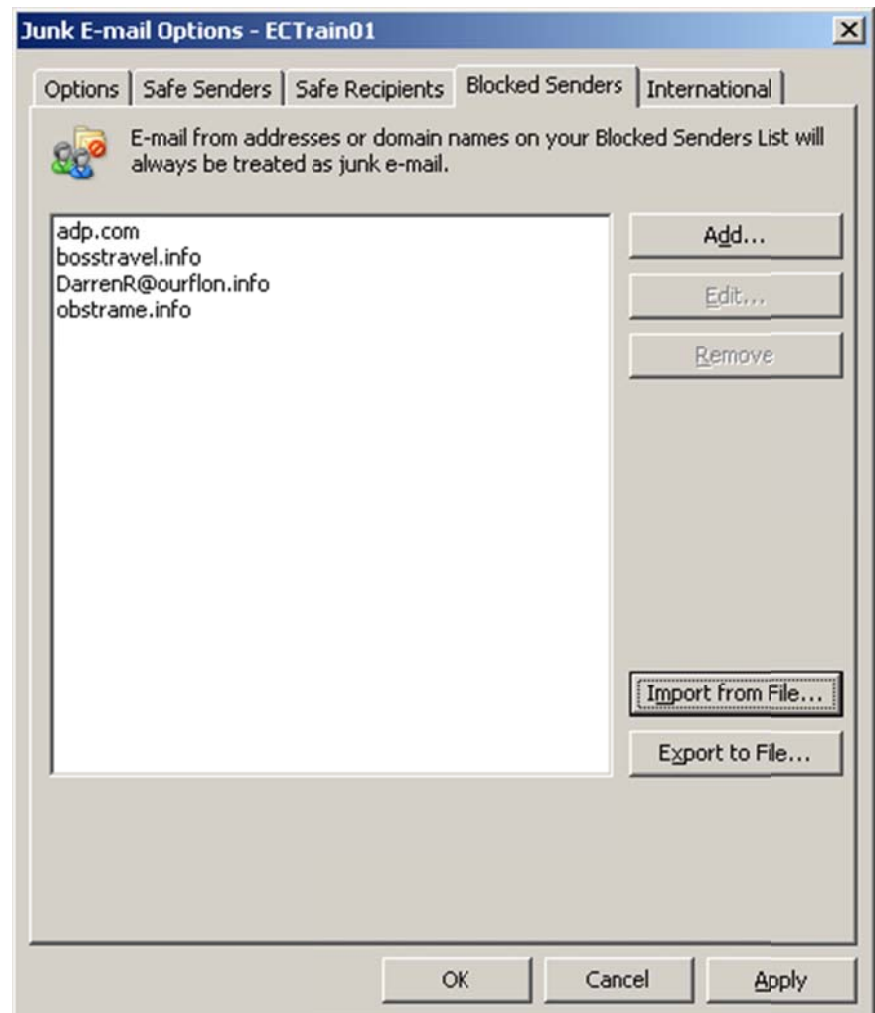 Junk E-mail Options - ECTrain01
Options
Safe Senders
Safe Recipients
Blocked Senders
International
E-mail from addresses or domain names on your Blocked Senders List will
always be treated as junk e-mail.
adp.com
bosstravel.info
DarrenR@ourflon.info
obstrame.info
Add...
Edit...
Remove
Import from File...
Export to File...
OK
Cancel
Apply